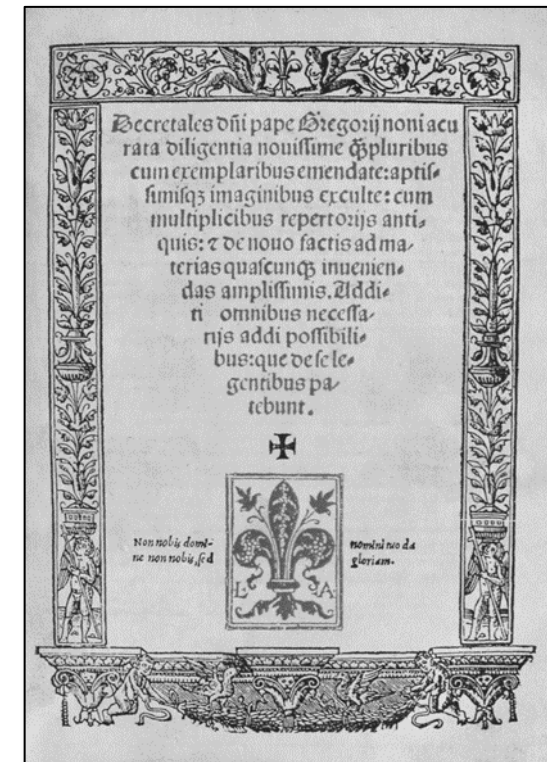 Decretales dñi pape Gregorij noni acu
rata diligentia nouissime q̃pluribus
cum exemplaribus emendate: aptis-
simisqꝫ imaginibus exculte: cum
multiplicibus repertorijs anti-
quis: ⁊ de nouo factis ad ma-
terias quascunqꝫ inuenien-
das amplissimis. Addi-
ti omnibus necessa-
rijs addi possibili-
bus: que de se le-
gentibus pa-
tebunt.
Non nobis domi-
ne non nobis, sed
L A
nomini tuo da
gloriam.